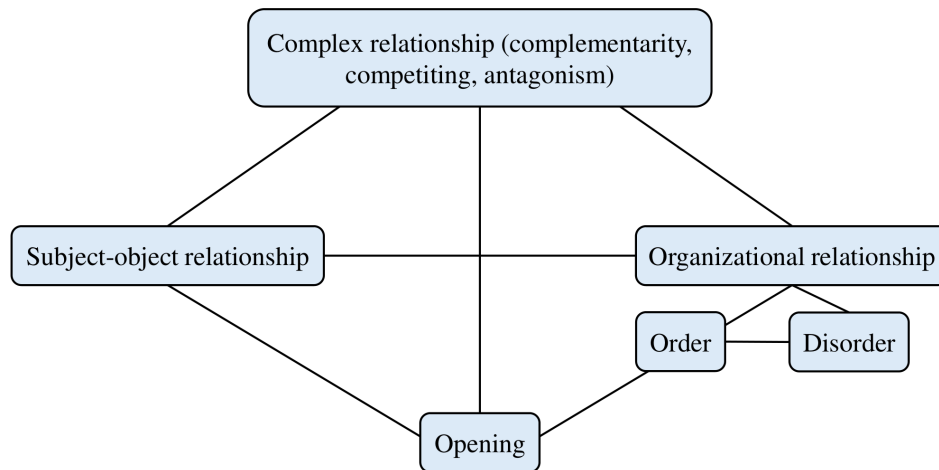 Complex relationship (complementarity,
competiting, antagonism)
Subject-object relationship
Organizational relationship
Order
Disorder
Opening